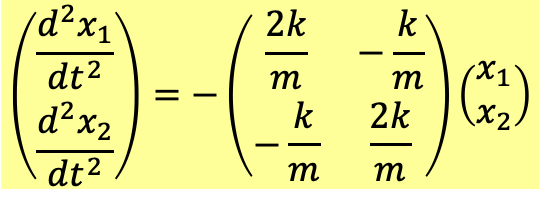 (d²x₁/dt² d²x₂/dt²) = −(2k/m −k/m −k/m 2k/m)(x₁ x₂)